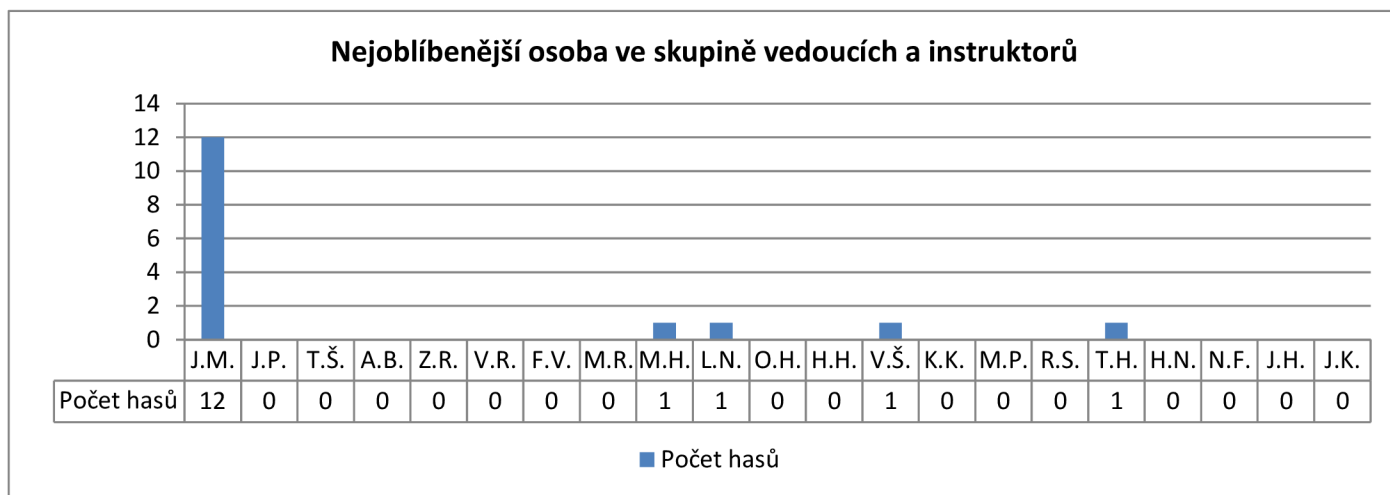 Nejoblíbenější osoba ve skupině vedoucích a instruktorů
14
12
10
8
6
4
2
0
J.M. J.P. T.Š. A.B. Z.R. V.R. F.V. M.R. M.H. L.N. O.H. H.H. V.Š. K.K. M.P. R.S. T.H. H.N. N.F. J.H. J.K.
Počet hasů 12 0 0 0 0 0 0 0 1 1 0 0 1 0 0 0 1 0 0 0 0
Počet hasů